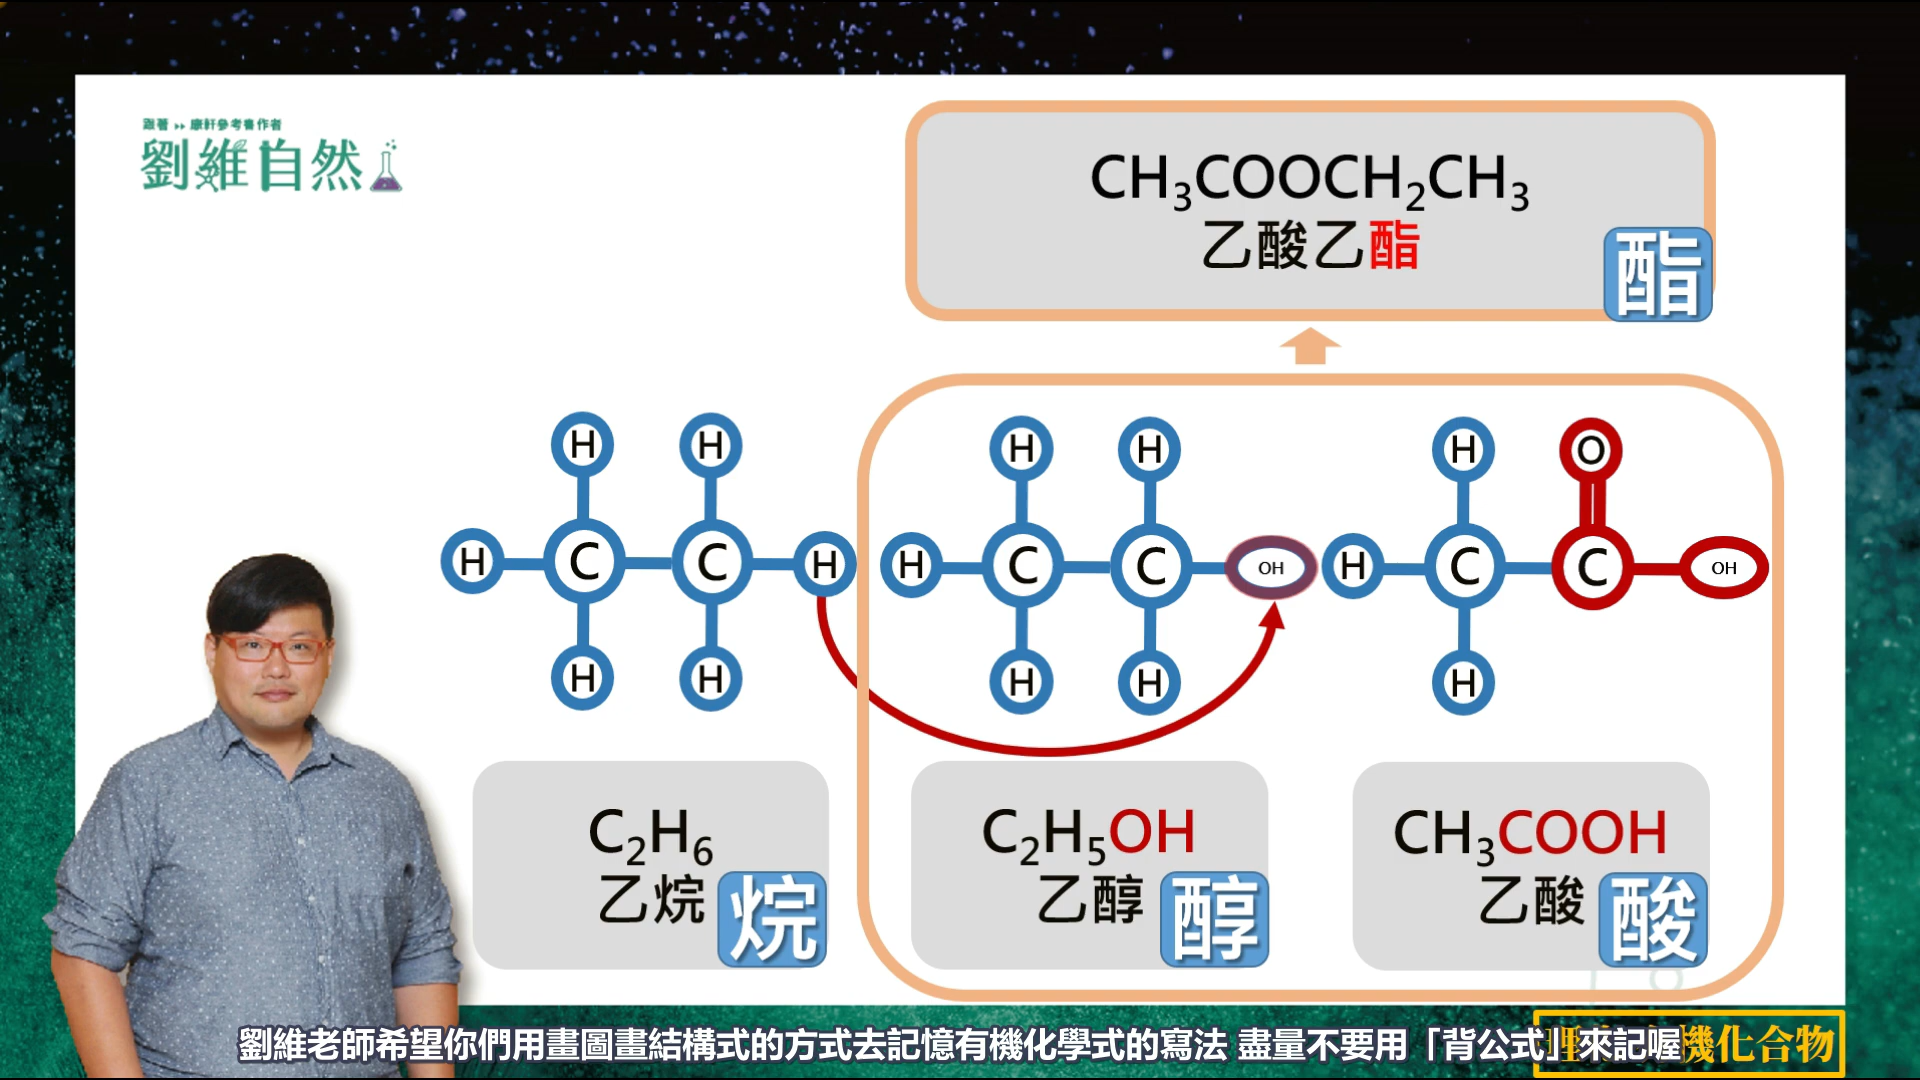 跟著▸▸康軒參考書作者
劉維自然
CH₃COOCH₂CH₃
乙酸乙酯
酯
H H H H H O
H C C H H C C OH H C C OH
H H H H H
C₂H₆
乙烷
烷
C₂H₅OH
乙醇
醇
CH₃COOH
乙酸
酸
劉維老師希望你們用畫圖畫結構式的方式去記憶有機化學式的寫法 盡量不要用「背公式」來記喔
機化合物